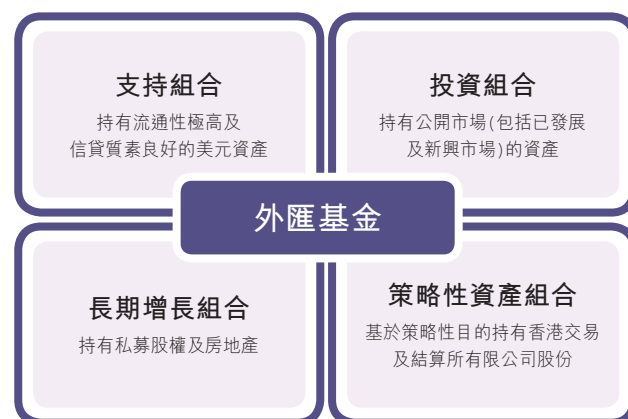 支持組合
持有流通性極高及
信貸質素良好的美元資產
投資組合
持有公開市場(包括已發展
及新興市場)的資產
外匯基金
長期增長組合
持有私募股權及房地產
策略性資產組合
基於策略性目的持有香港交易
及結算所有限公司股份